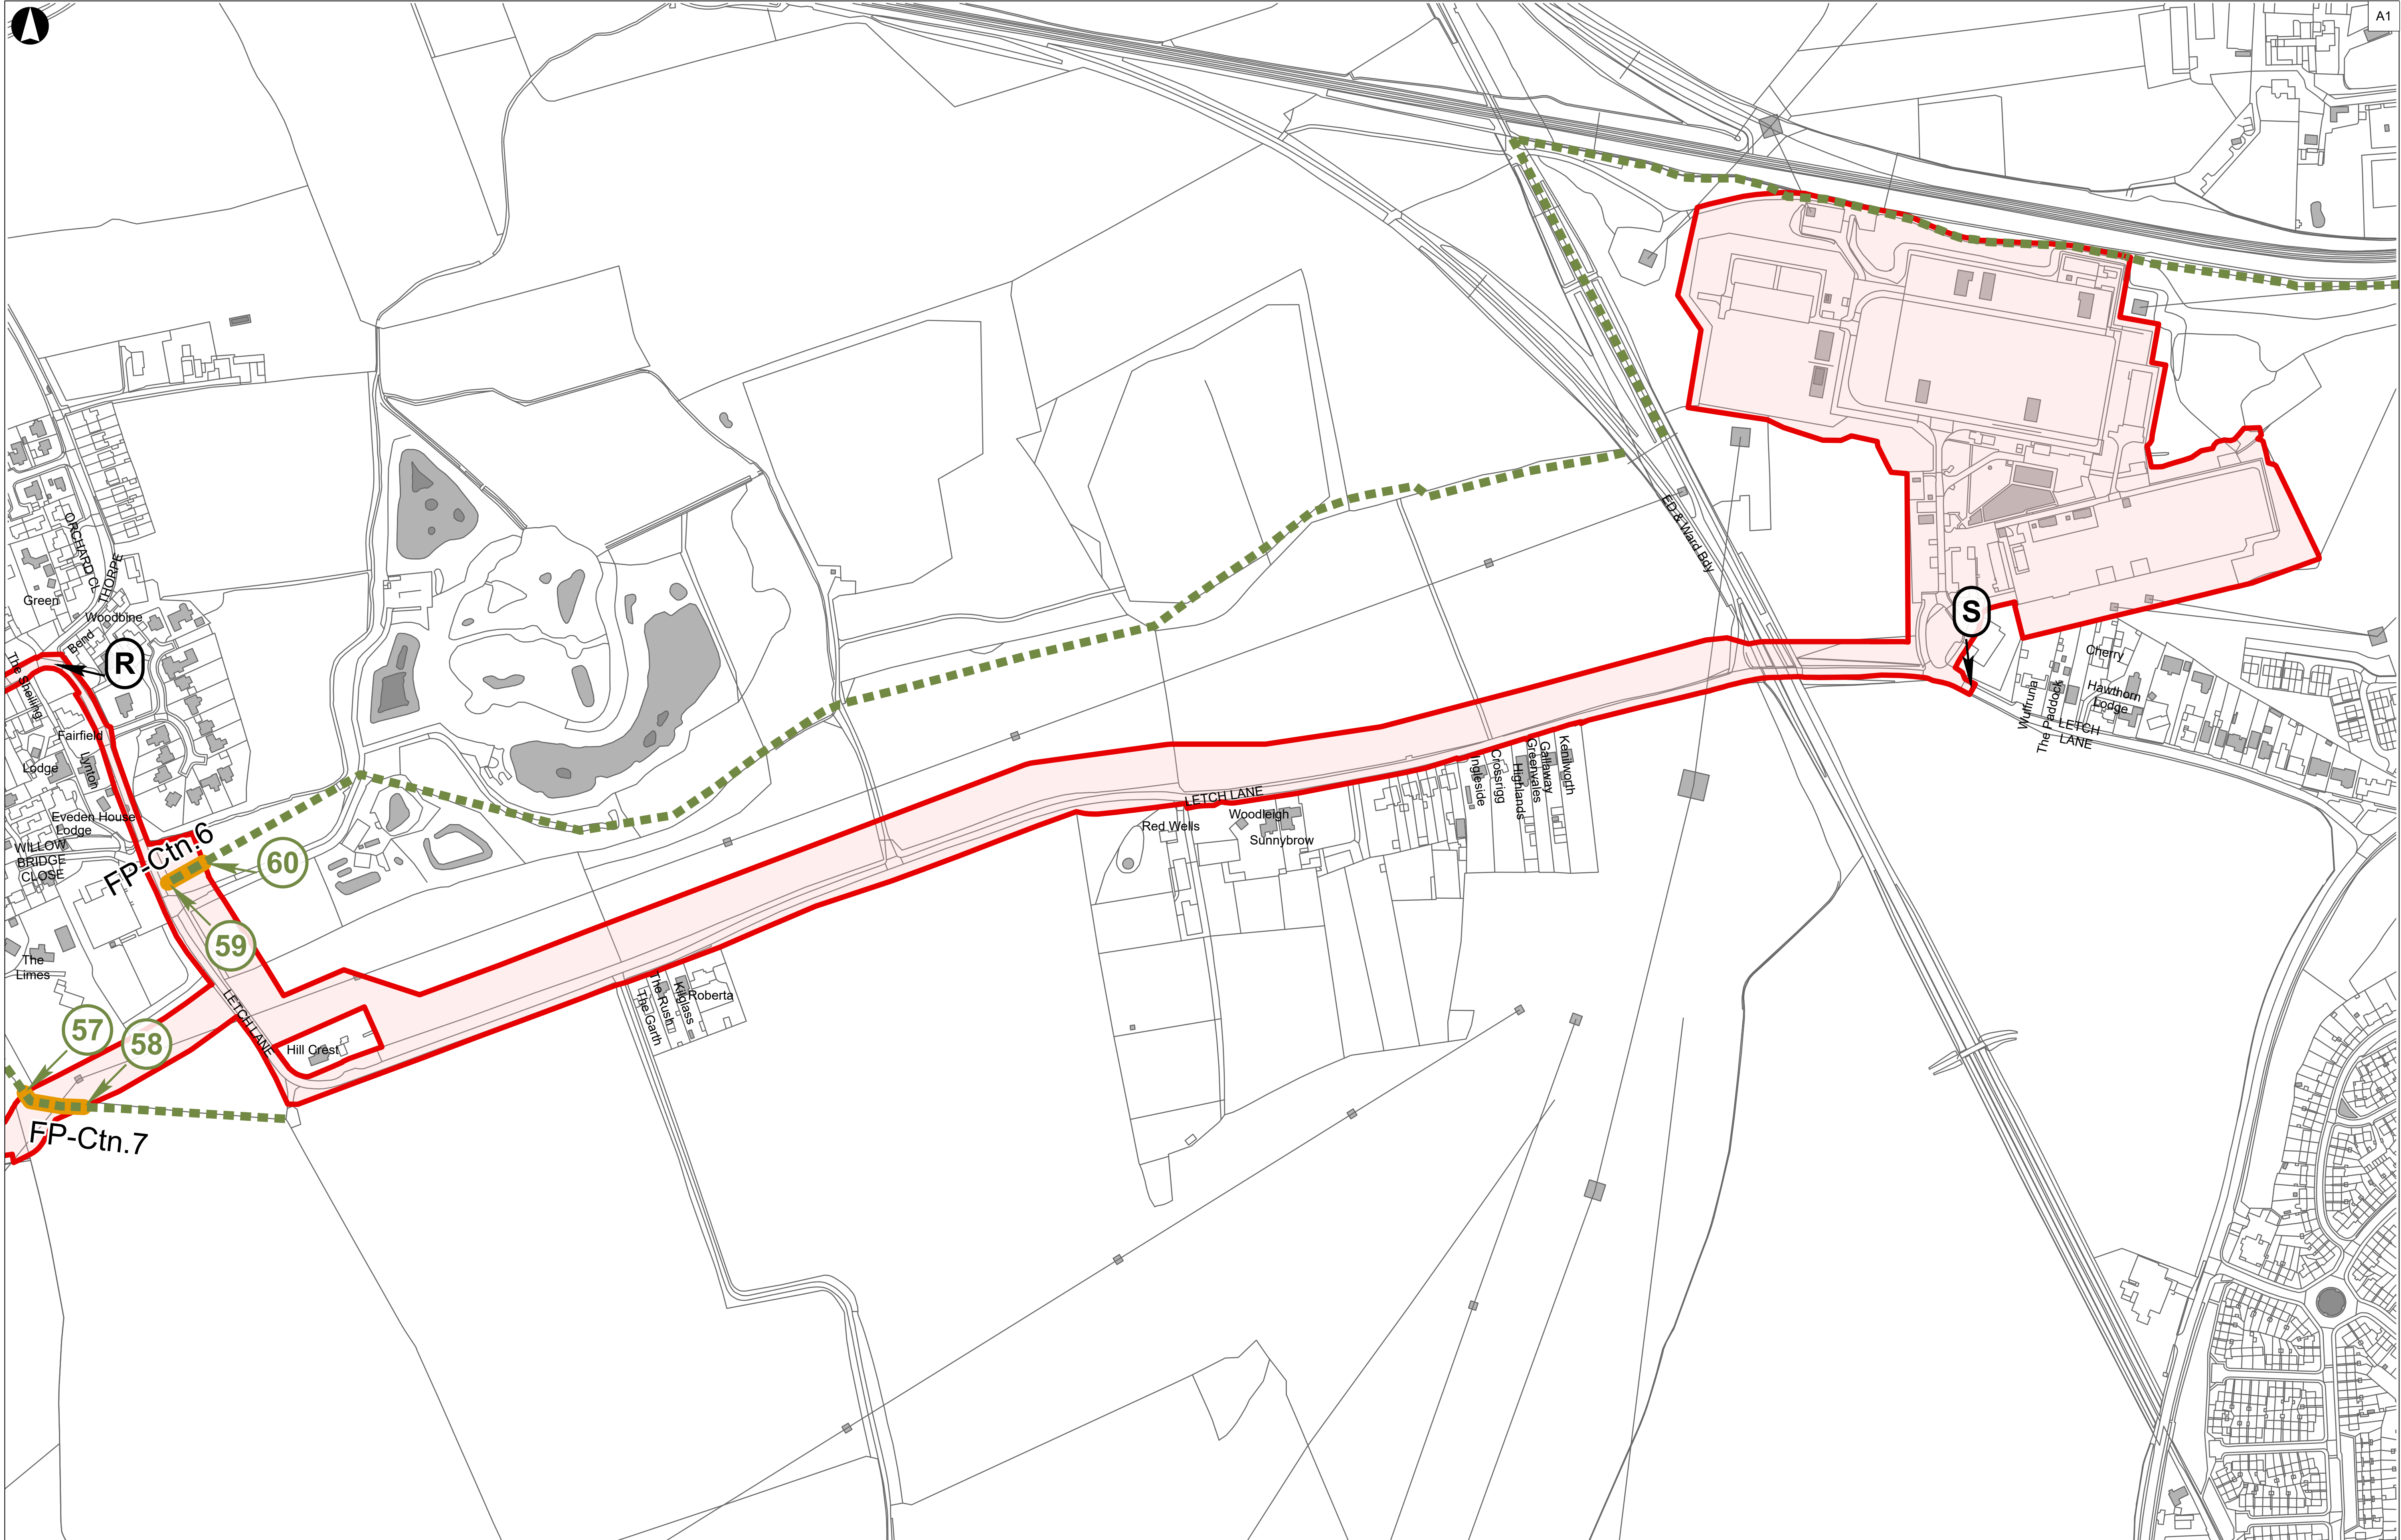 A1
ORCHARD CL
THORPE
Green
Woodbine
Bend
R
The Sheiling
Fairfield
Lynton
Lodge
Eveden House
Lodge
WILLOW
BRIDGE
CLOSE
FP-Ctn.6
60
59
The
Limes
57
58
FP-Ctn.7
LETCH LANE
Hill Crest
The Garth
The Rush
Kilglass
Roberta
LETCH LANE
Red Wells
Woodleigh
Sunnybrow
Ingleside
Crossrigg
Highlands
Greenvales
Gallaway
Kenilworth
ED & Ward Bdy
S
Wulfruna
The Paddock
Cherry
Hawthorn
Lodge
LETCH
LANE